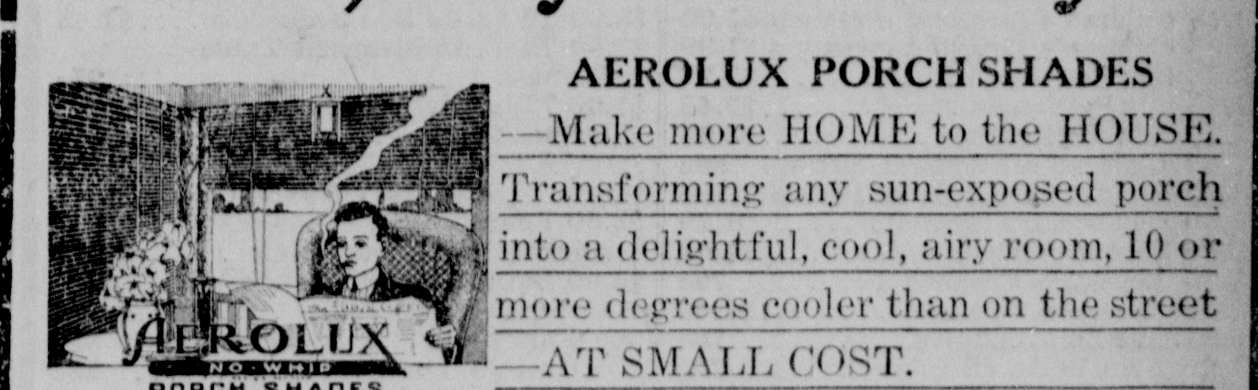 AEROLUX PORCH SHADES
—Make more HOME to the HOUSE.
Transforming any sun-exposed porch
into a delightful, cool, airy room, 10 or
more degrees cooler than on the street
—AT SMALL COST.
AEROLUX
NO-WHIP
PORCH SHADES